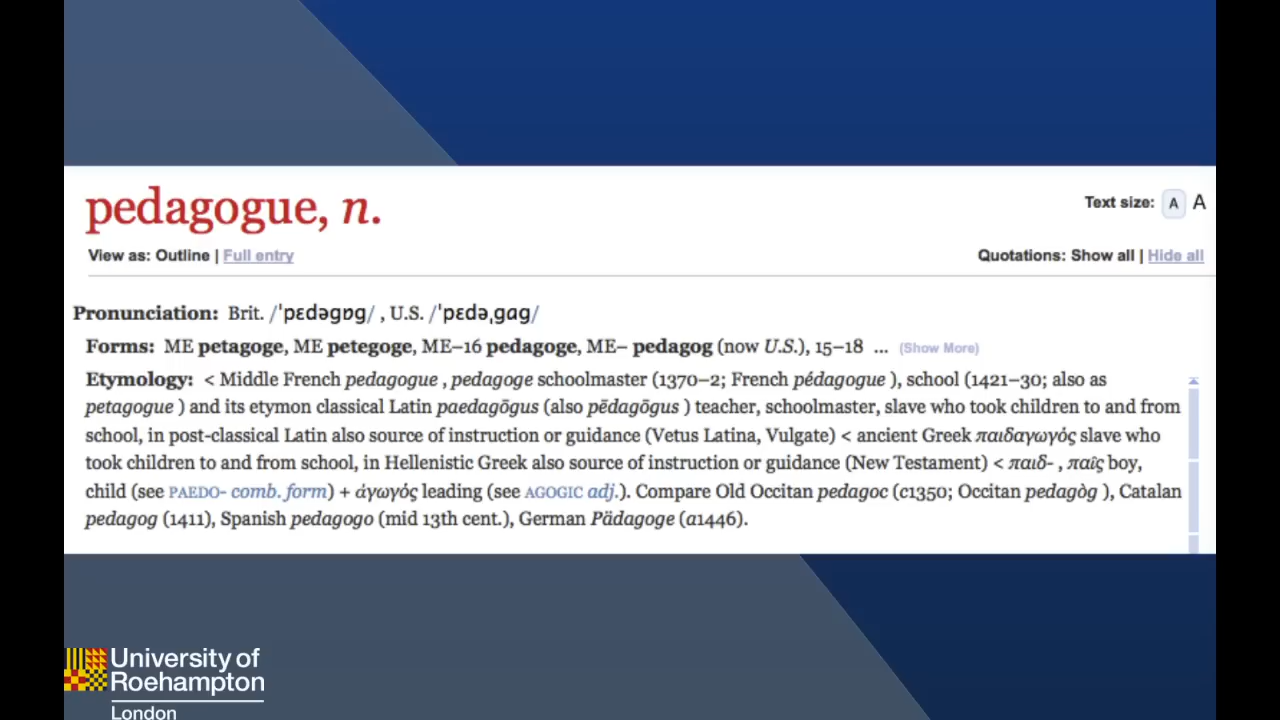 pedagogue, n.
Text size: A A
View as: Outline | Full entry
Quotations: Show all | Hide all
Pronunciation: Brit. /ˈpɛdəɡɒɡ/ , U.S. /ˈpɛdəˌɡɑɡ/
Forms: ME petagoge, ME petegoge, ME–16 pedagoge, ME– pedagog (now U.S.), 15–18 ... (Show More)
Etymology: < Middle French pedagogue , pedagoge schoolmaster (1370–2; French pédagogue ), school (1421–30; also as
petagogue ) and its etymon classical Latin paedagōgus (also pēdagōgus ) teacher, schoolmaster, slave who took children to and from
school, in post-classical Latin also source of instruction or guidance (Vetus Latina, Vulgate) < ancient Greek παιδαγωγός slave who
took children to and from school, in Hellenistic Greek also source of instruction or guidance (New Testament) < παιδ- , παῖς boy,
child (see PAEDO- comb. form) + ἀγωγός leading (see AGOGIC adj.). Compare Old Occitan pedagoc (c1350; Occitan pedagòg ), Catalan
pedagog (1411), Spanish pedagogo (mid 13th cent.), German Pädagoge (a1446).
University of
Roehampton
London